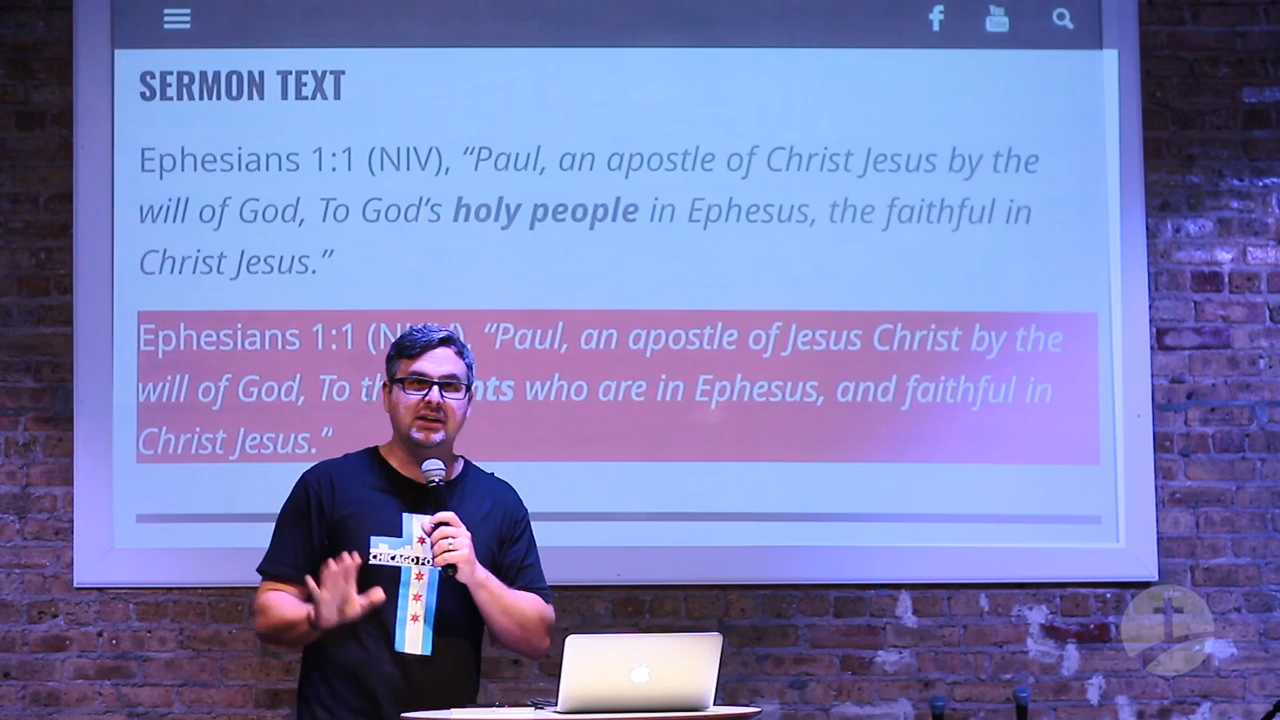 You
Tube
SERMON TEXT
Ephesians 1:1 (NIV), “Paul, an apostle of Christ Jesus by the
will of God, To God’s holy people in Ephesus, the faithful in
Christ Jesus.”
Ephesians 1:1 “Paul, an apostle of Jesus Christ by the
will of God, To who are in Ephesus, and faithful in
Christ Jesus.“
CHICAGO FO